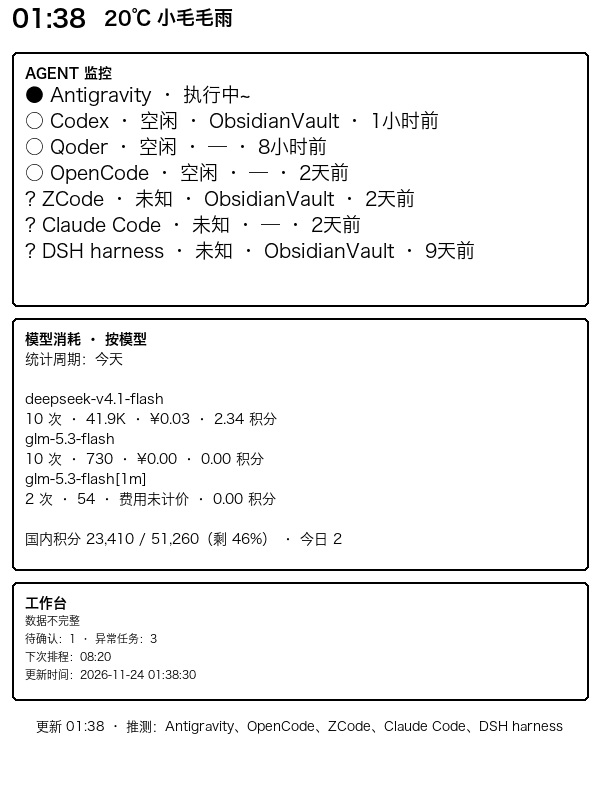 01:38 20°C 小毛毛雨
AGENT 监控
● Antigravity · 执行中~
○ Codex · 空闲 · ObsidianVault · 1小时前
○ Qoder · 空闲 · — · 8小时前
○ OpenCode · 空闲 · — · 2天前
? ZCode · 未知 · ObsidianVault · 2天前
? Claude Code · 未知 · — · 2天前
? DSH harness · 未知 · ObsidianVault · 9天前
模型消耗 · 按模型
统计周期：今天
deepseek-v4.1-flash
10 次 · 41.9K · ¥0.03 · 2.34 积分
glm-5.3-flash
10 次 · 730 · ¥0.00 · 0.00 积分
glm-5.3-flash[1m]
2 次 · 54 · 费用未计价 · 0.00 积分
国内积分 23,410 / 51,260（剩 46%） · 今日 2
工作台
数据不完整
待确认：1 · 异常任务：3
下次排程：08:20
更新时间：2026-11-24 01:38:30
更新 01:38 · 推测：Antigravity、OpenCode、ZCode、Claude Code、DSH harness